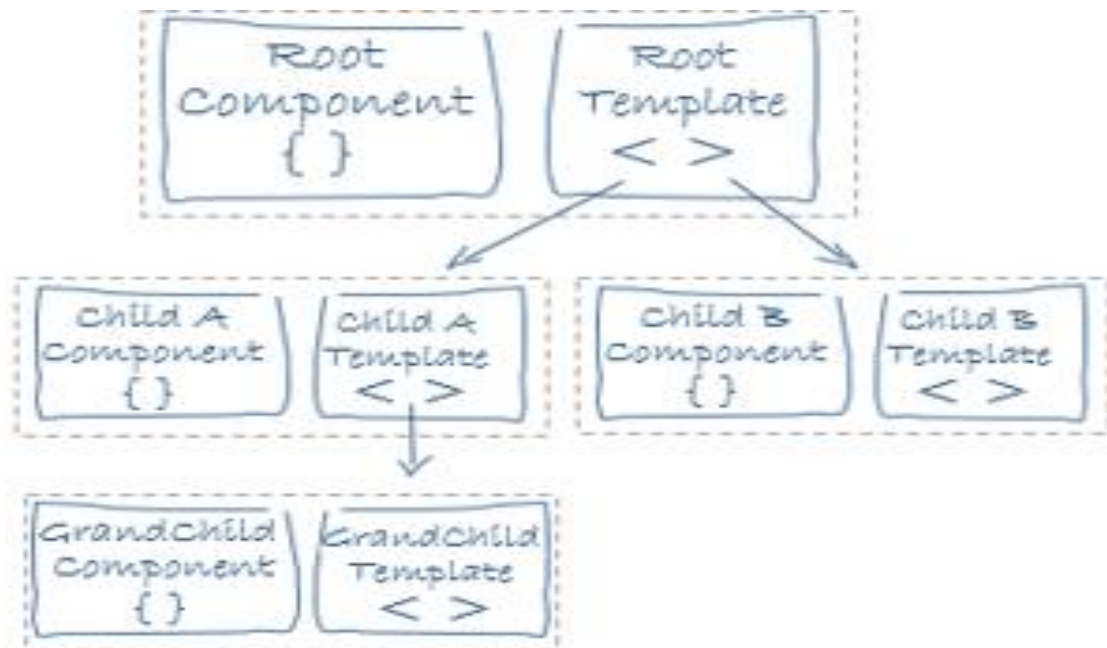 Root
Component
{ }
Root
Template
< >
Child A
Component
{ }
Child A
Template
< >
Child B
Component
{ }
Child B
Template
< >
GrandChild
Component
{ }
GrandChild
Template
< >